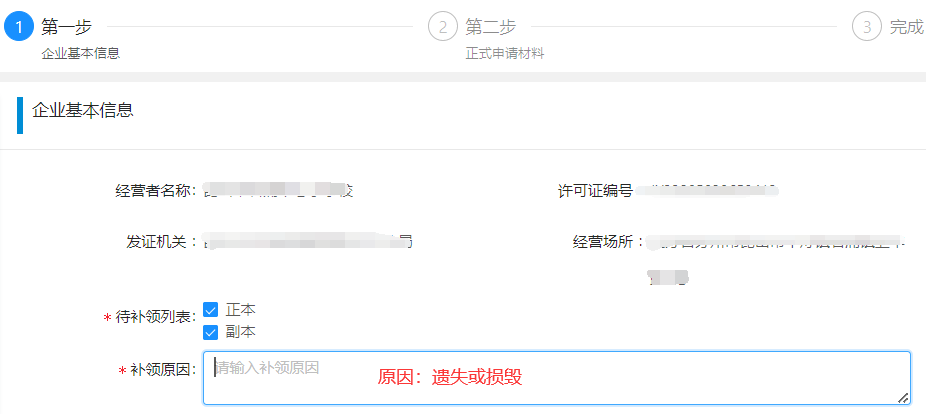 1 第一步
企业基本信息
2 第二步
正式申请材料
3 完成
企业基本信息
经营者名称:
许可证编号
发证机关：
经营场所：
* 待补领列表:
正本
副本
* 补领原因:
请输入补领原因
原因：遗失或损毁